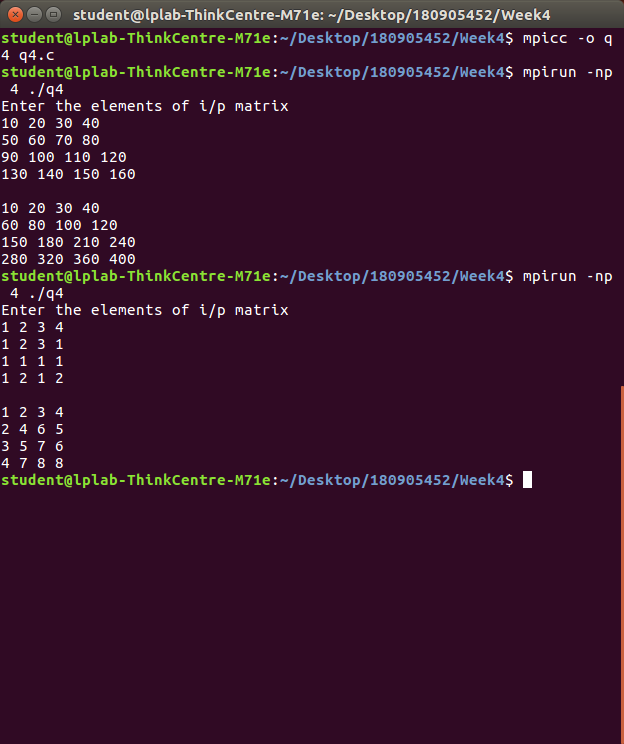 student@lplab-ThinkCentre-M71e: ~/Desktop/180905452/Week4
student@lplab-ThinkCentre-M71e:~/Desktop/180905452/Week4$ mpicc -o q
4 q4.c
student@lplab-ThinkCentre-M71e:~/Desktop/180905452/Week4$ mpirun -np
 4 ./q4
Enter the elements of i/p matrix
10 20 30 40
50 60 70 80
90 100 110 120
130 140 150 160

10 20 30 40
60 80 100 120
150 180 210 240
280 320 360 400
student@lplab-ThinkCentre-M71e:~/Desktop/180905452/Week4$ mpirun -np
 4 ./q4
Enter the elements of i/p matrix
1 2 3 4
1 2 3 1
1 1 1 1
1 2 1 2

1 2 3 4
2 4 6 5
3 5 7 6
4 7 8 8
student@lplab-ThinkCentre-M71e:~/Desktop/180905452/Week4$